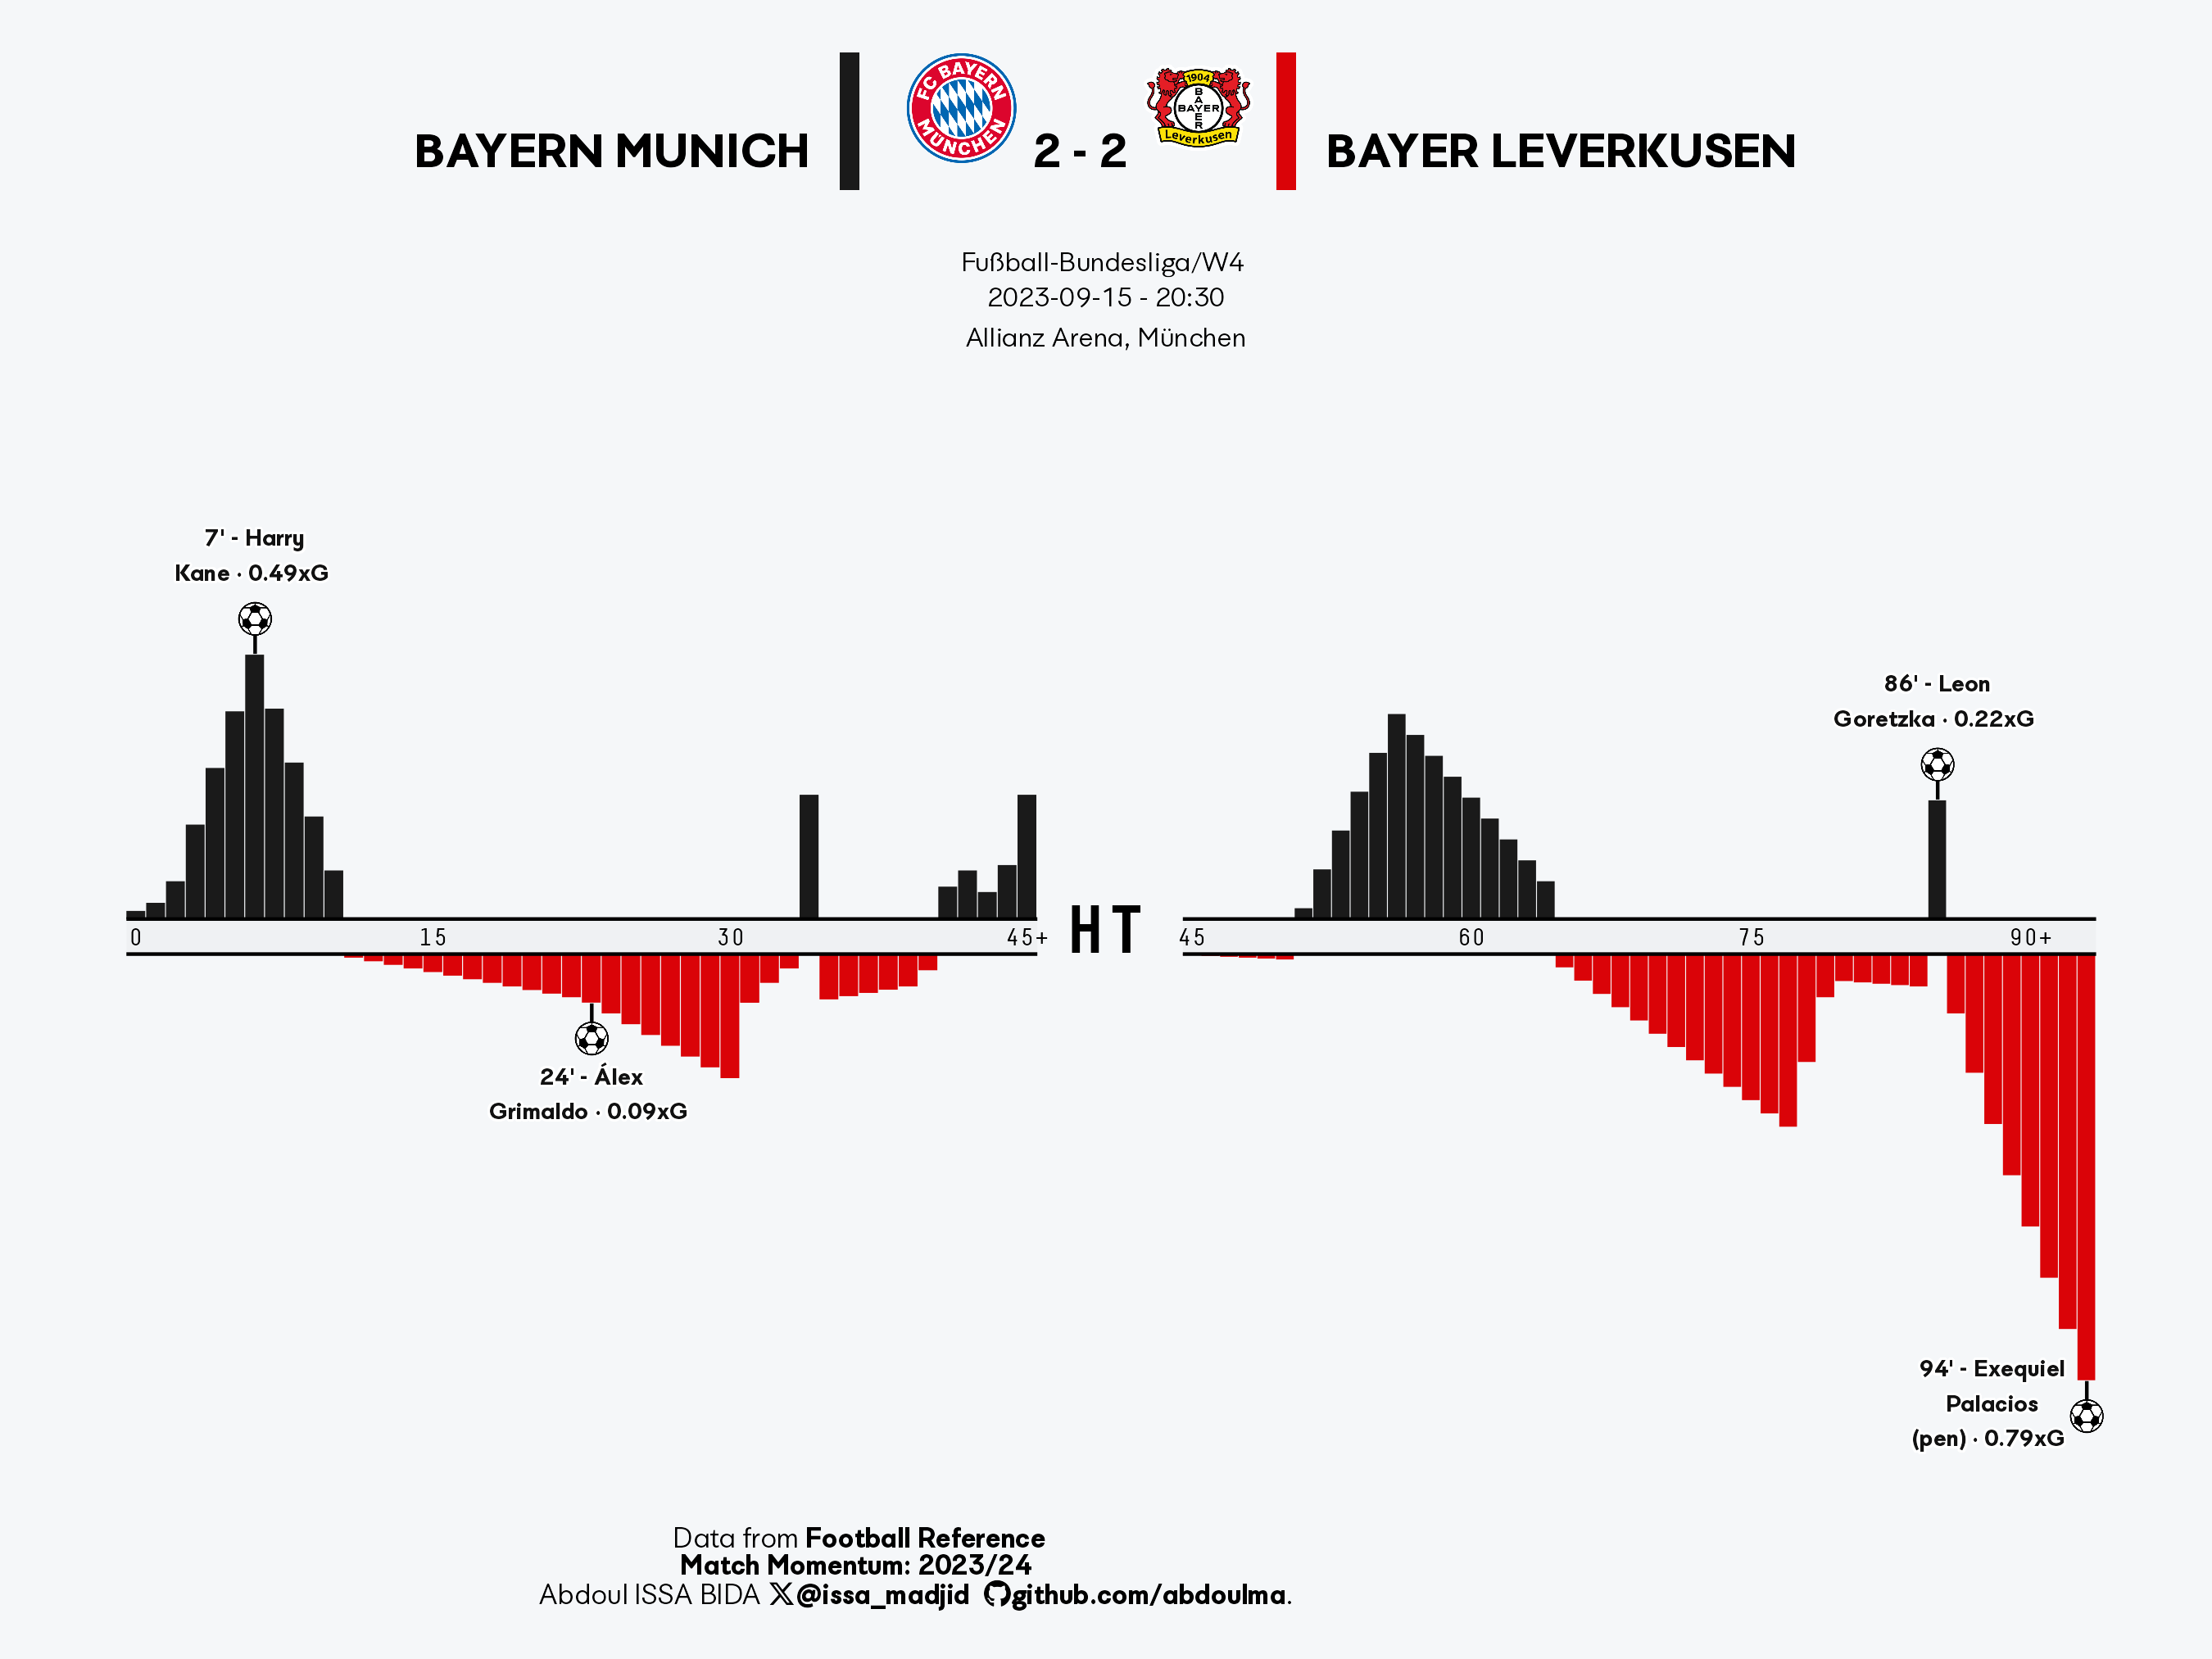 FC BAYERN
MÜNCHEN
1904
BAYER
BAYER
Leverkusen
BAYERN MUNICH
2 - 2
BAYER LEVERKUSEN
Fußball-Bundesliga/W4
2023-09-15 - 20:30
Allianz Arena, München
7' - Harry
Kane · 0.49xG
86' - Leon
Goretzka · 0.22xG
0 15 30 45+
HT
45 60 75 90+
24' - Álex
Grimaldo · 0.09xG
94' - Exequiel
Palacios
(pen) · 0.79xG
Data from Football Reference
Match Momentum: 2023/24
Abdoul ISSA BIDA X@issa_madjid github.com/abdoulma.